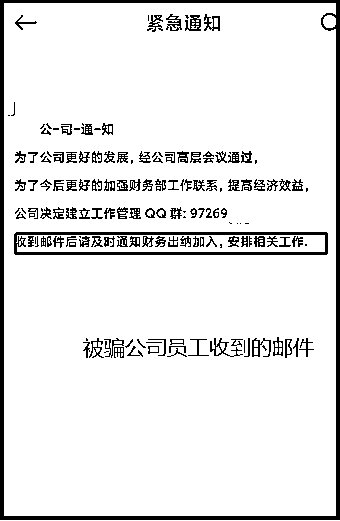 紧急通知
公-司-通-知
为了公司更好的发展, 经公司高层会议通过,
为了今后更好的加强财务部工作联系, 提高经济效益,
公司决定建立工作管理 QQ 群: 97269
收到邮件后请及时通知财务出纳加入, 安排相关工作.
被骗公司员工收到的邮件